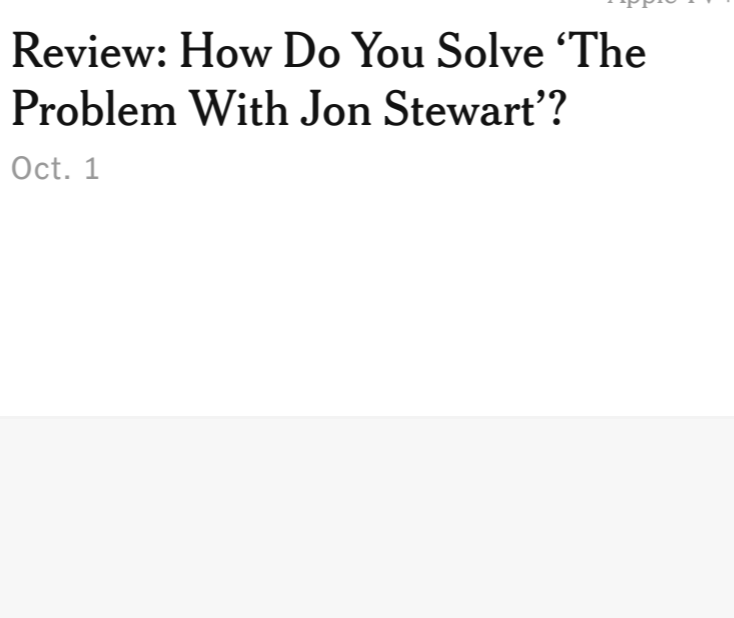 Review: How Do You Solve ‘The
Problem With Jon Stewart’?
Oct. 1